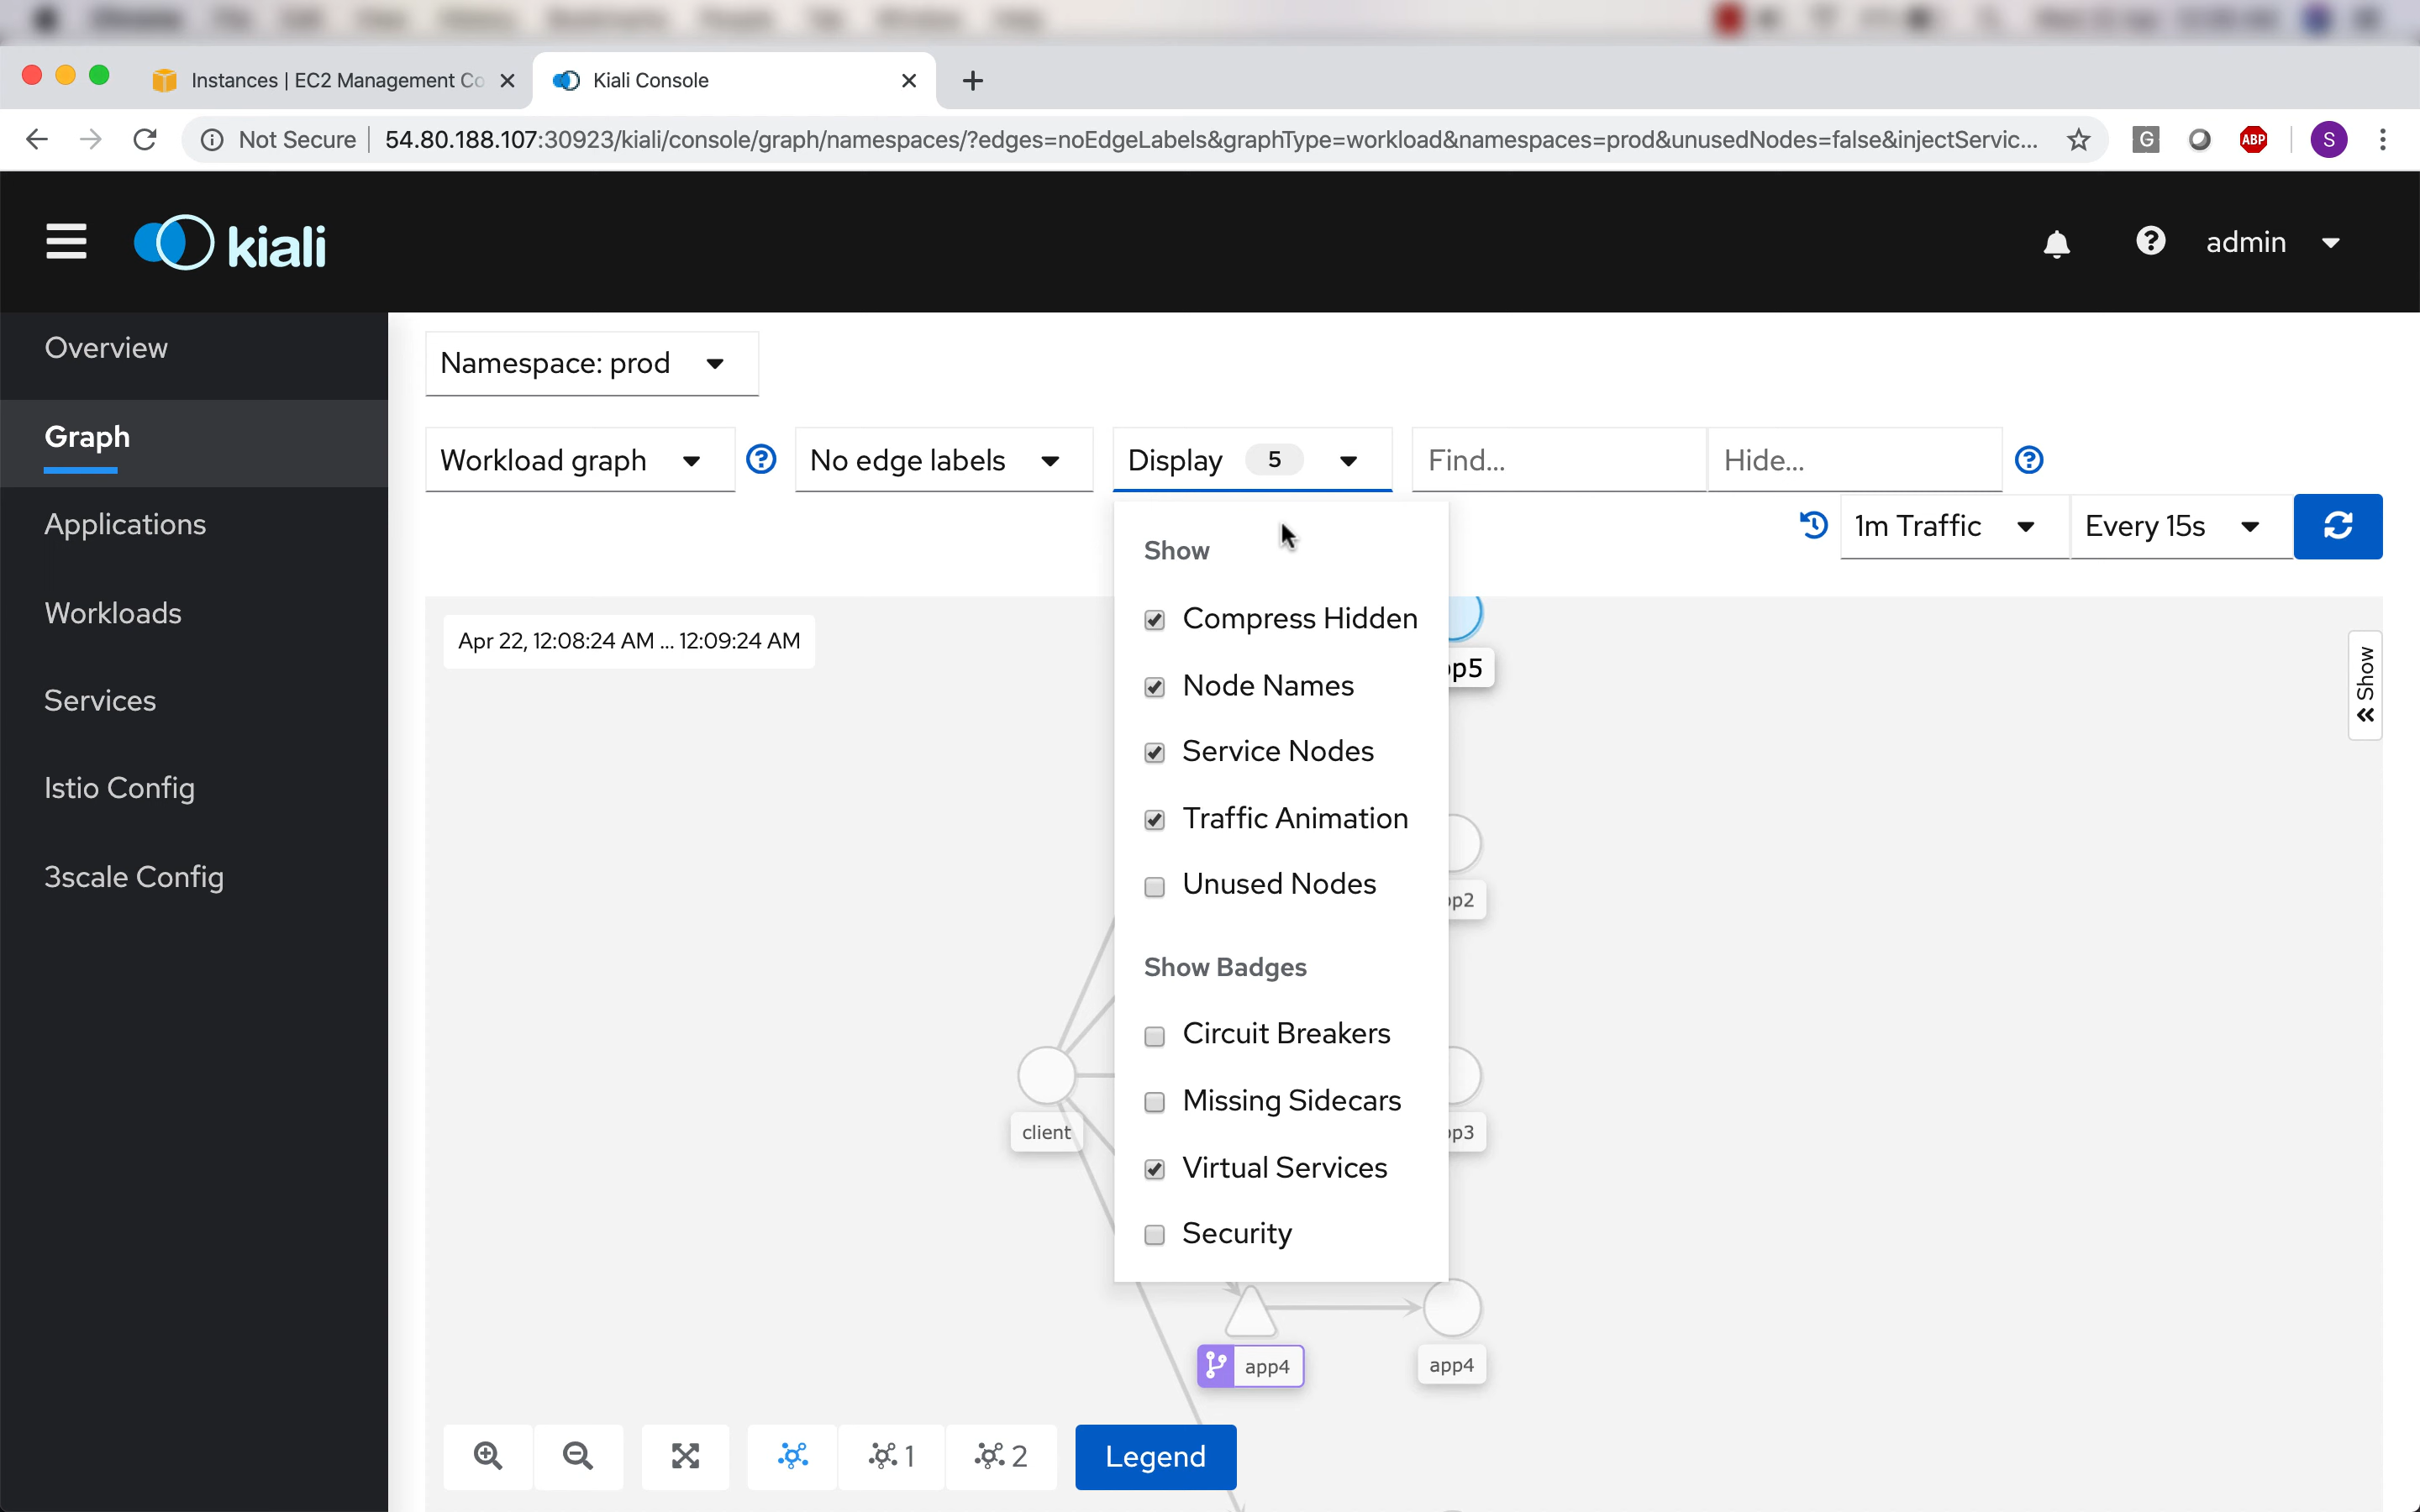 Instances | EC2 Management Co
Kiali Console
Not Secure
54.80.188.107:30923/kiali/console/graph/namespaces/?edges=noEdgeLabels&graphType=workload&namespaces=prod&unusedNodes=false&injectServic...
G
ABP
S
kiali
admin
Overview
Graph
Applications
Workloads
Services
Istio Config
3scale Config
Namespace: prod
Workload graph
No edge labels
Display 5
Find...
Hide...
1m Traffic
Every 15s
Apr 22, 12:08:24 AM ... 12:09:24 AM
Show
Compress Hidden
Node Names
Service Nodes
Traffic Animation
Unused Nodes
Show Badges
Circuit Breakers
Missing Sidecars
Virtual Services
Security
pp5
pp2
pp3
client
app4
app4
Show
1
2
Legend